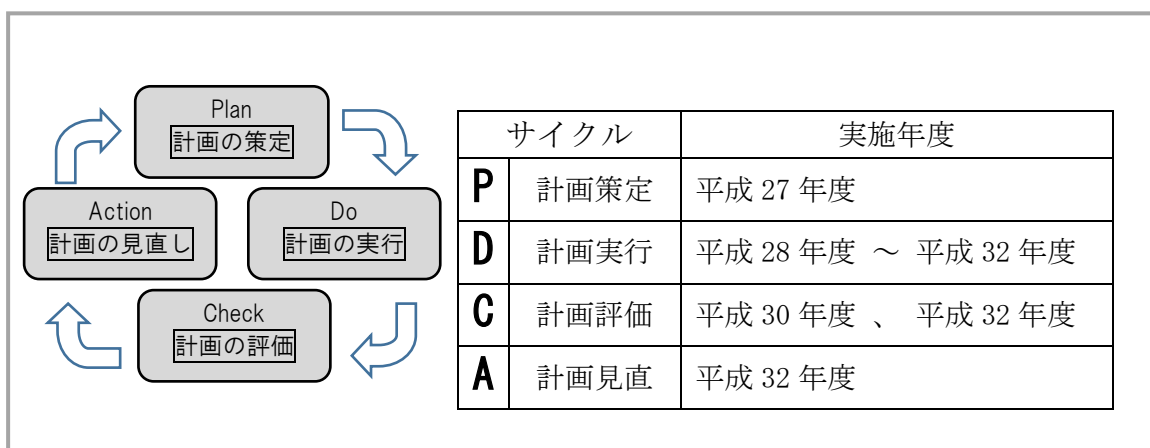 Plan
計画の策定
Action
計画の見直し
Do
計画の実行
Check
計画の評価
サイクル 実施年度
P 計画策定 平成 27 年度
D 計画実行 平成 28 年度 ～ 平成 32 年度
C 計画評価 平成 30 年度 、 平成 32 年度
A 計画見直 平成 32 年度